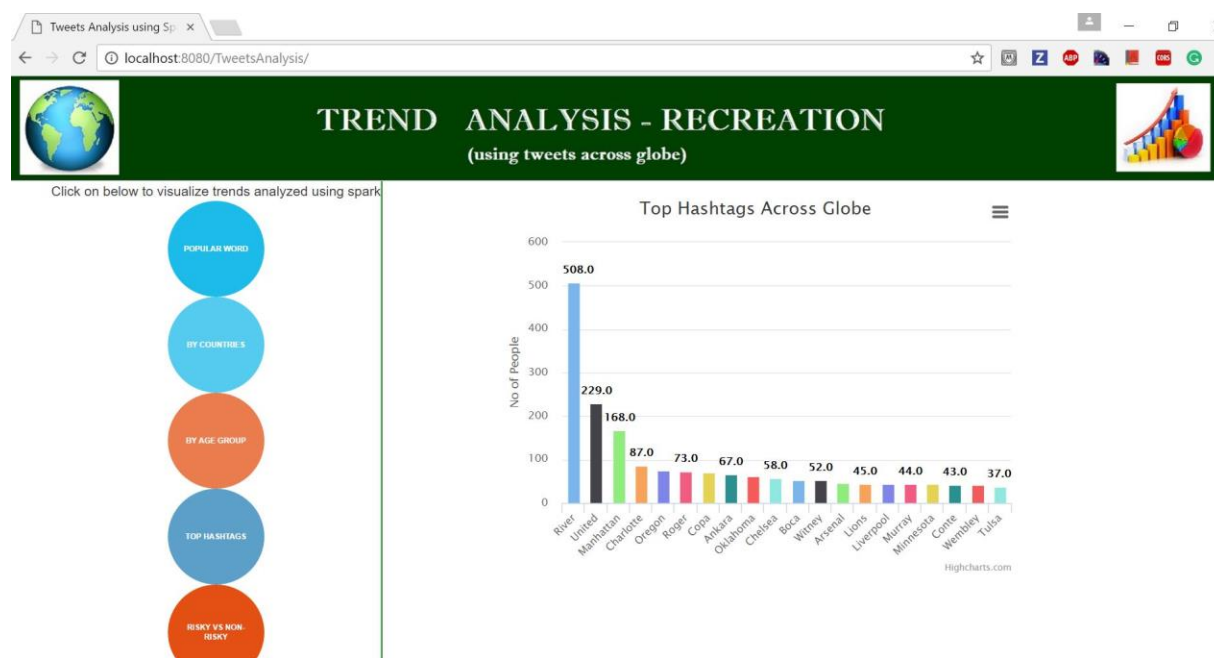 Tweets Analysis using Sp
localhost:8080/TweetsAnalysis/
Z
ABP
CORS
G
TREND ANALYSIS - RECREATION
(using tweets across globe)
Click on below to visualize trends analyzed using spark
POPULAR WORD
BY COUNTRIES
BY AGE GROUP
TOP HASHTAGS
RISKY VS NON-
RISKY
Top Hashtags Across Globe
No of People
600
500
400
300
200
100
0
508.0
229.0
168.0
87.0
73.0
67.0
58.0
52.0
45.0
44.0
43.0
37.0
River
United
Manhattan
Charlotte
Oregon
Roger
Copa
Ankara
Oklahoma
Chelsea
Boca
Witney
Arsenal
Lions
Liverpool
Murray
Minnesota
Conte
Wembley
Tulsa
Highcharts.com